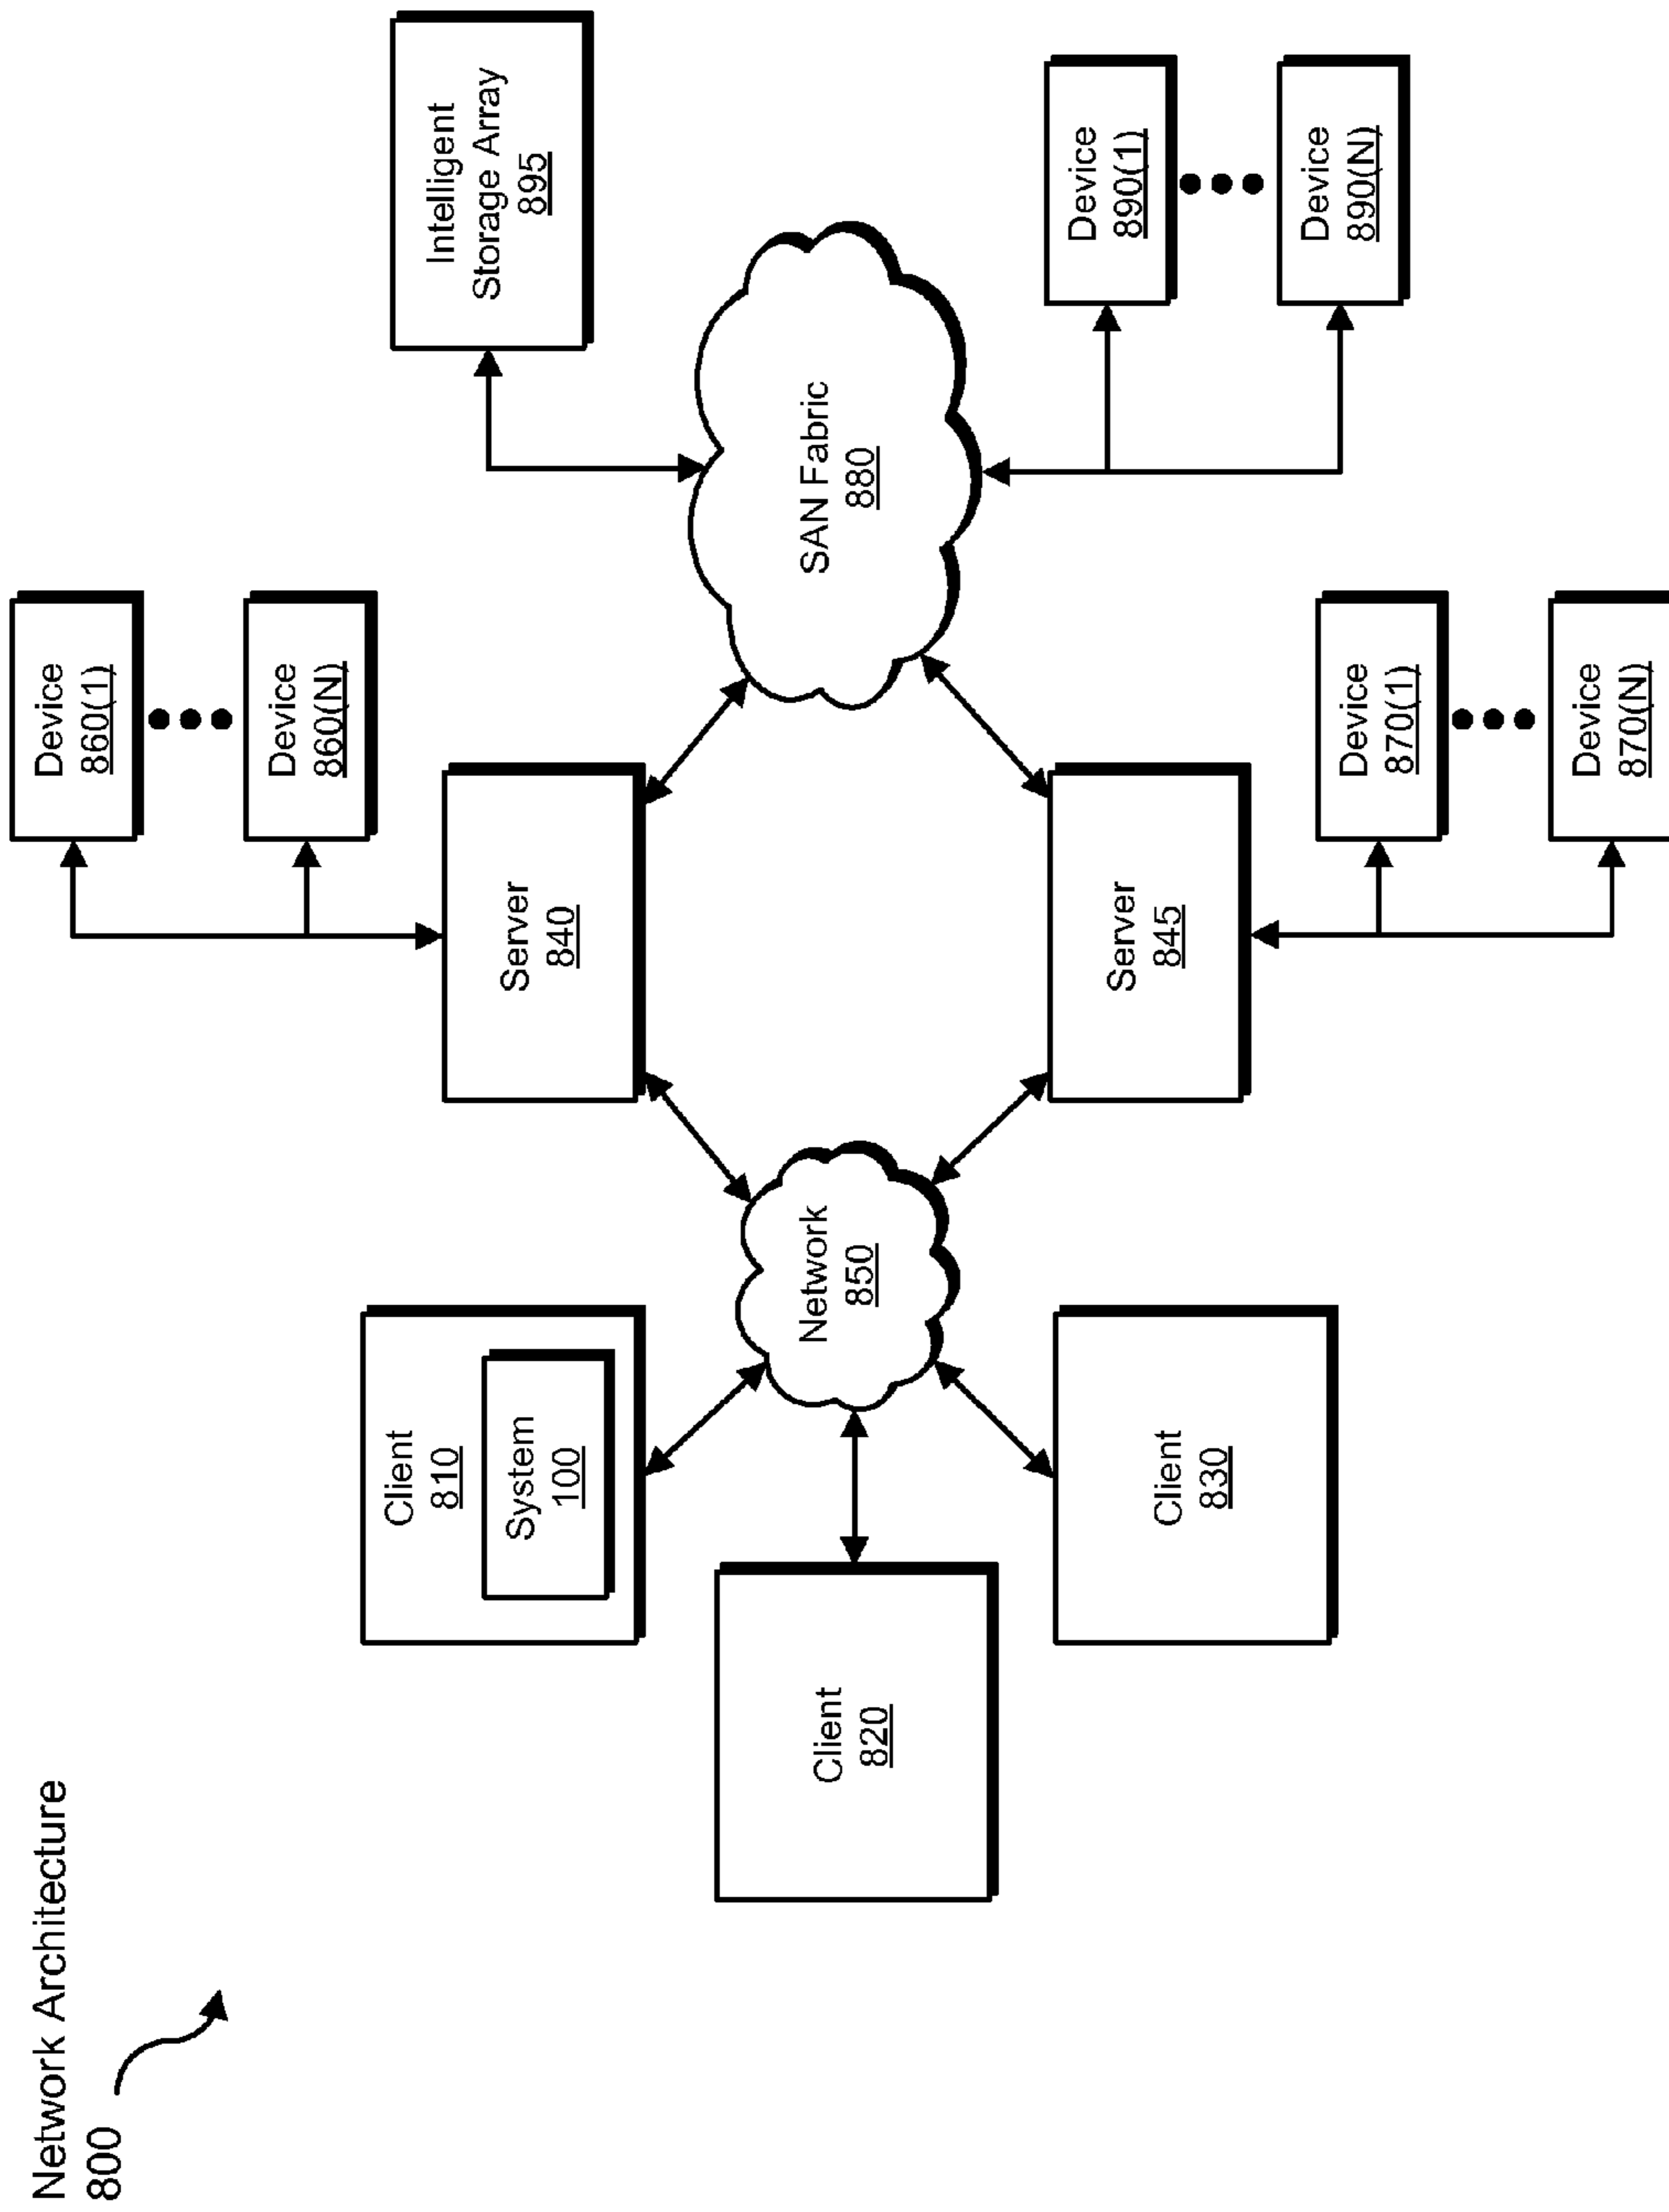 Network Architecture
800
Client
810
System
100
Client
820
Client
830
Network
850
Server
840
Server
845
Device
860(1)
Device
860(N)
Device
870(1)
Device
870(N)
SAN Fabric
880
Intelligent
Storage Array
895
Device
890(1)
Device
890(N)